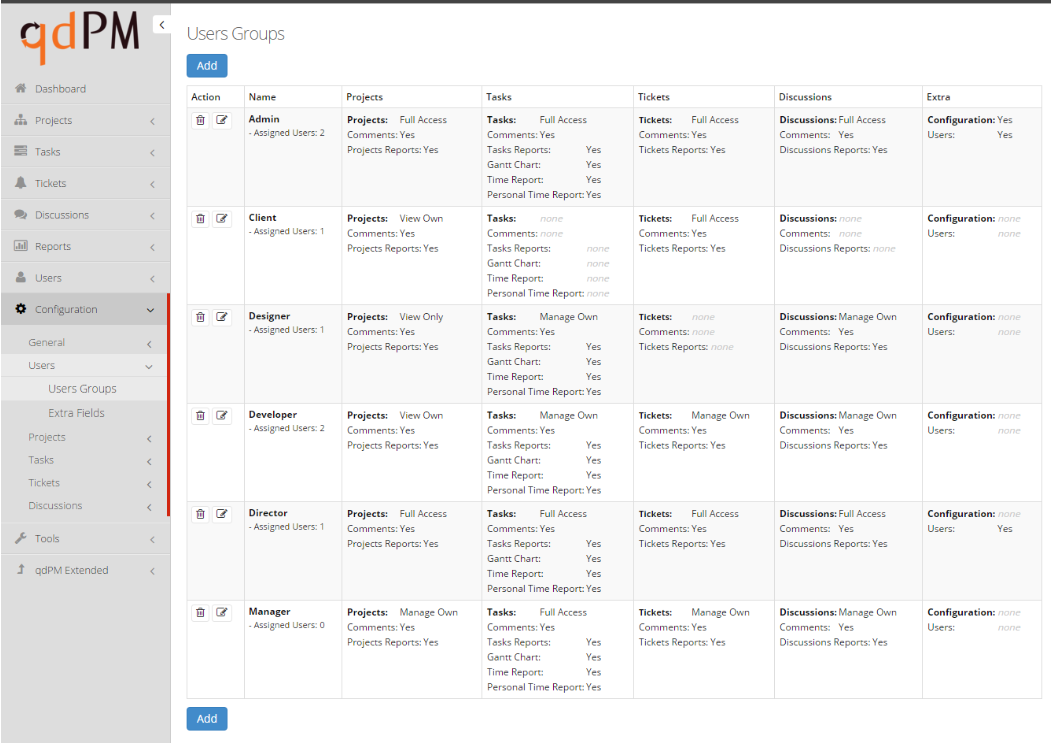 qdPM
Dashboard
Projects
Tasks
Tickets
Discussions
Reports
Users
Configuration
General
Users
Users Groups
Extra Fields
Projects
Tasks
Tickets
Discussions
Tools
qdPM Extended
Users Groups
Add
Action Name Projects Tasks Tickets Discussions Extra
Admin
- Assigned Users: 2
Projects: Full Access
Comments: Yes
Projects Reports: Yes
Tasks: Full Access
Comments: Yes
Tasks Reports: Yes
Gantt Chart: Yes
Time Report: Yes
Personal Time Report: Yes
Tickets: Full Access
Comments: Yes
Tickets Reports: Yes
Discussions: Full Access
Comments: Yes
Discussions Reports: Yes
Configuration: Yes
Users: Yes
Client
- Assigned Users: 1
Projects: View Own
Comments: Yes
Projects Reports: Yes
Tasks: none
Comments: none
Tasks Reports: none
Gantt Chart: none
Time Report: none
Personal Time Report: none
Tickets: Full Access
Comments: Yes
Tickets Reports: Yes
Discussions: none
Comments: none
Discussions Reports: none
Configuration: none
Users: none
Designer
- Assigned Users: 1
Projects: View Only
Comments: Yes
Projects Reports: Yes
Tasks: Manage Own
Comments: Yes
Tasks Reports: Yes
Gantt Chart: Yes
Time Report: Yes
Personal Time Report: Yes
Tickets: none
Comments: none
Tickets Reports: none
Discussions: Manage Own
Comments: Yes
Discussions Reports: Yes
Configuration: none
Users: none
Developer
- Assigned Users: 2
Projects: View Own
Comments: Yes
Projects Reports: Yes
Tasks: Manage Own
Comments: Yes
Tasks Reports: Yes
Gantt Chart: Yes
Time Report: Yes
Personal Time Report: Yes
Tickets: Manage Own
Comments: Yes
Tickets Reports: Yes
Discussions: Manage Own
Comments: Yes
Discussions Reports: Yes
Configuration: none
Users: none
Director
- Assigned Users: 1
Projects: Full Access
Comments: Yes
Projects Reports: Yes
Tasks: Full Access
Comments: Yes
Tasks Reports: Yes
Gantt Chart: Yes
Time Report: Yes
Personal Time Report: Yes
Tickets: Full Access
Comments: Yes
Tickets Reports: Yes
Discussions: Full Access
Comments: Yes
Discussions Reports: Yes
Configuration: none
Users: Yes
Manager
- Assigned Users: 0
Projects: Manage Own
Comments: Yes
Projects Reports: Yes
Tasks: Full Access
Comments: Yes
Tasks Reports: Yes
Gantt Chart: Yes
Time Report: Yes
Personal Time Report: Yes
Tickets: Manage Own
Comments: Yes
Tickets Reports: Yes
Discussions: Manage Own
Comments: Yes
Discussions Reports: Yes
Configuration: none
Users: none
Add